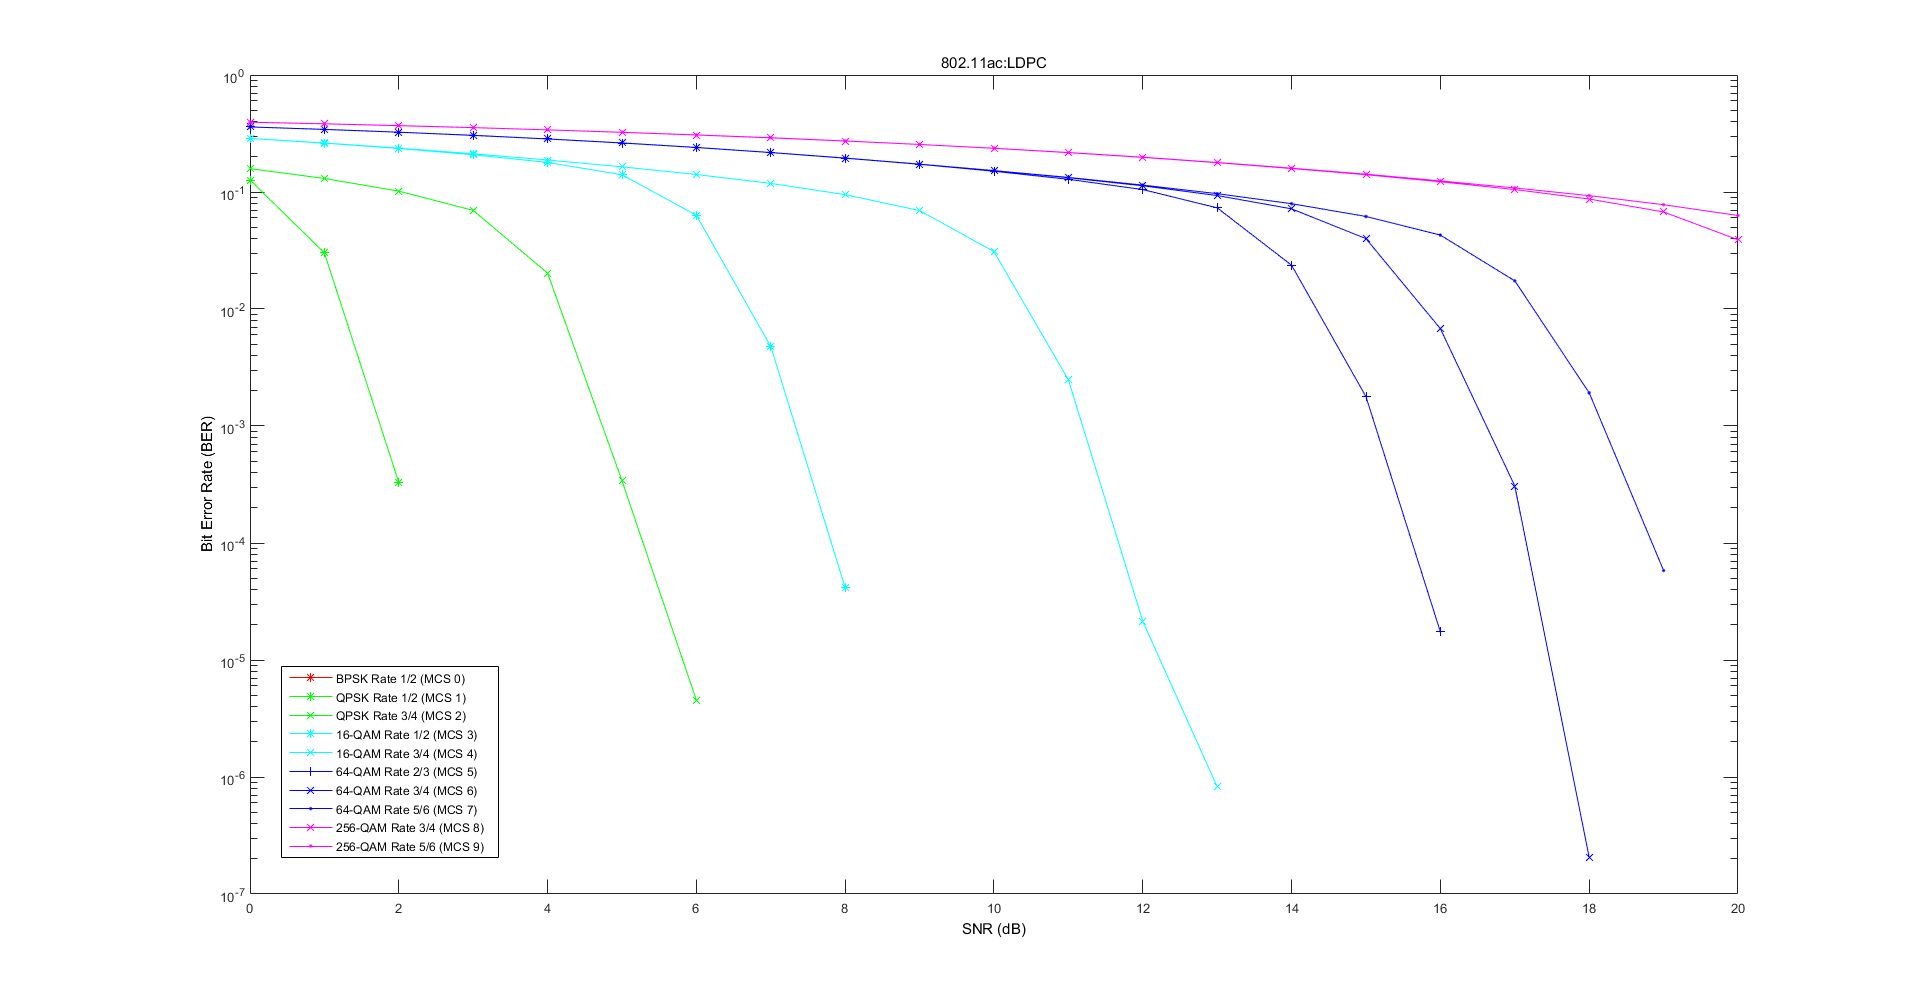 802.11ac:LDPC
10^0
10^-1
10^-2
10^-3
10^-4
10^-5
10^-6
10^-7
Bit Error Rate (BER)
BPSK Rate 1/2 (MCS 0)
QPSK Rate 1/2 (MCS 1)
QPSK Rate 3/4 (MCS 2)
16-QAM Rate 1/2 (MCS 3)
16-QAM Rate 3/4 (MCS 4)
64-QAM Rate 2/3 (MCS 5)
64-QAM Rate 3/4 (MCS 6)
64-QAM Rate 5/6 (MCS 7)
256-QAM Rate 3/4 (MCS 8)
256-QAM Rate 5/6 (MCS 9)
0 2 4 6 8 10 12 14 16 18 20
SNR (dB)